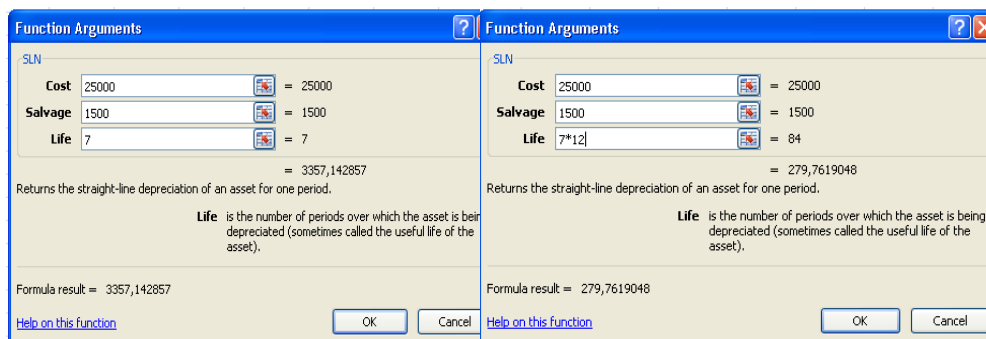 Function Arguments
SLN
Cost 25000 = 25000
Salvage 1500 = 1500
Life 7 = 7
= 3357,142857
Returns the straight-line depreciation of an asset for one period.
Life is the number of periods over which the asset is bein
depreciated (sometimes called the useful life of the
asset).
Formula result = 3357,142857
Help on this function OK Cancel
Function Arguments
SLN
Cost 25000 = 25000
Salvage 1500 = 1500
Life 7*12 = 84
= 279,7619048
Returns the straight-line depreciation of an asset for one period.
Life is the number of periods over which the asset is being
depreciated (sometimes called the useful life of the
asset).
Formula result = 279,7619048
Help on this function OK Cancel